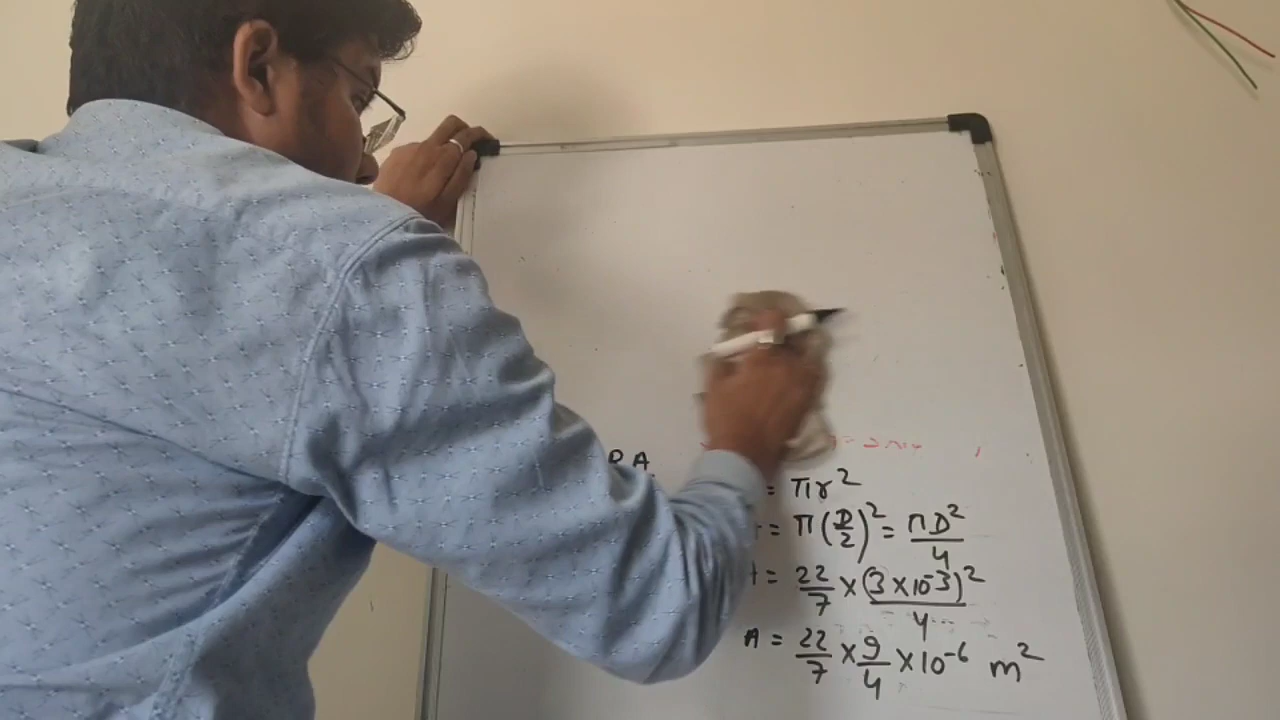 = 2
R A
= πr²
= π(D/2)² = πD²/4
A = 22/7 × (3×10-3)²/4
A = 22/7 × 9/4 × 10-6 m²